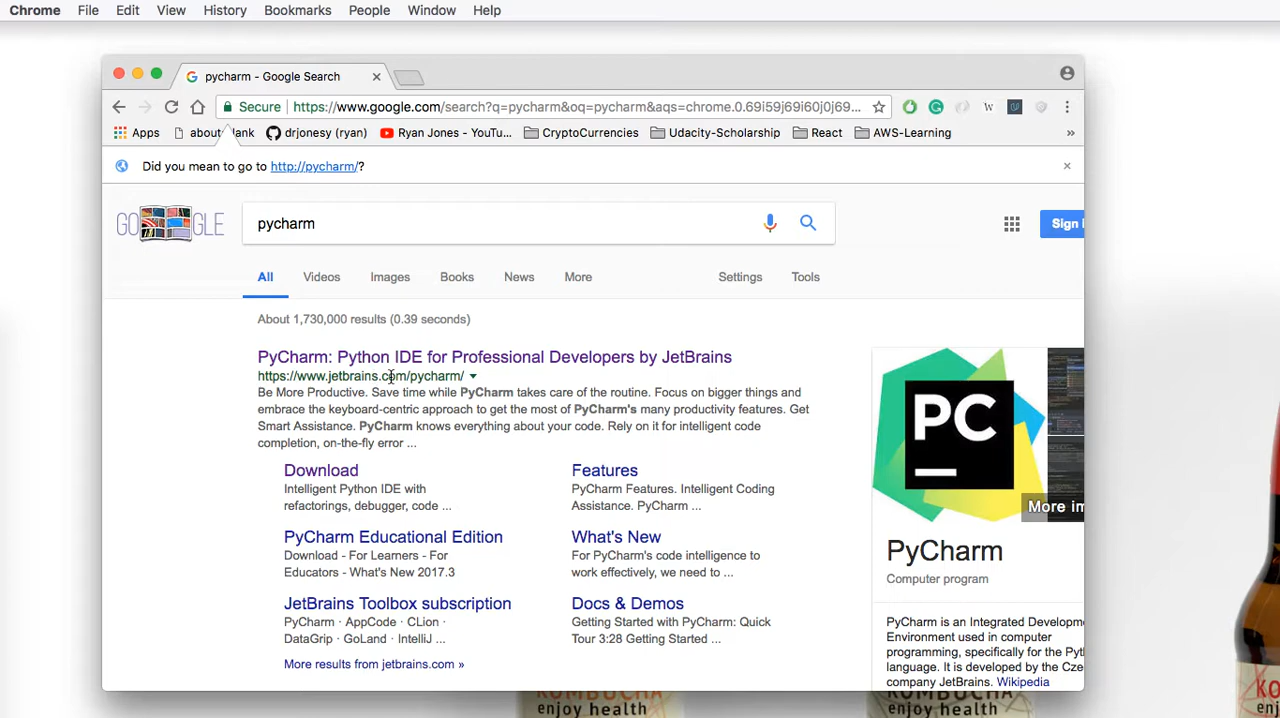 Chrome File Edit View History Bookmarks People Window Help
pycharm - Google Search
Secure https://www.google.com/search?q=pycharm&oq=pycharm&aqs=chrome.0.69i59j69i60j0j69...
Apps about lank drjonesy (ryan) Ryan Jones - YouTu... CryptoCurrencies Udacity-Scholarship React AWS-Learning »
Did you mean to go to http://pycharm/?
GO GLE
pycharm
Sign i
All Videos Images Books News More Settings Tools
About 1,730,000 results (0.39 seconds)
PyCharm: Python IDE for Professional Developers by JetBrains
https://www.jetbrains.com/pycharm/
Be More Productive. Save time while PyCharm takes care of the routine. Focus on bigger things and
embrace the keyboard-centric approach to get the most of PyCharm's many productivity features. Get
Smart Assistance. PyCharm knows everything about your code. Rely on it for intelligent code
completion, on-the-fly error ...
Download
Intelligent Python IDE with
refactorings, debugger, code ...
Features
PyCharm Features. Intelligent Coding
Assistance. PyCharm ...
PyCharm Educational Edition
Download - For Learners - For
Educators - What's New 2017.3
What's New
For PyCharm's code intelligence to
work effectively, we need to ...
JetBrains Toolbox subscription
PyCharm · AppCode · CLion ·
DataGrip · GoLand · IntelliJ ...
Docs & Demos
Getting Started with PyCharm: Quick
Tour 3:28 Getting Started ...
More results from jetbrains.com »
PC
More im
PyCharm
Computer program
PyCharm is an Integrated Developm
Environment used in computer
programming, specifically for the Pyt
language. It is developed by the Cze
company JetBrains. Wikipedia
KOMBUCHA
enjoy health
KOMBUCHA
enjoy health
KO
enj